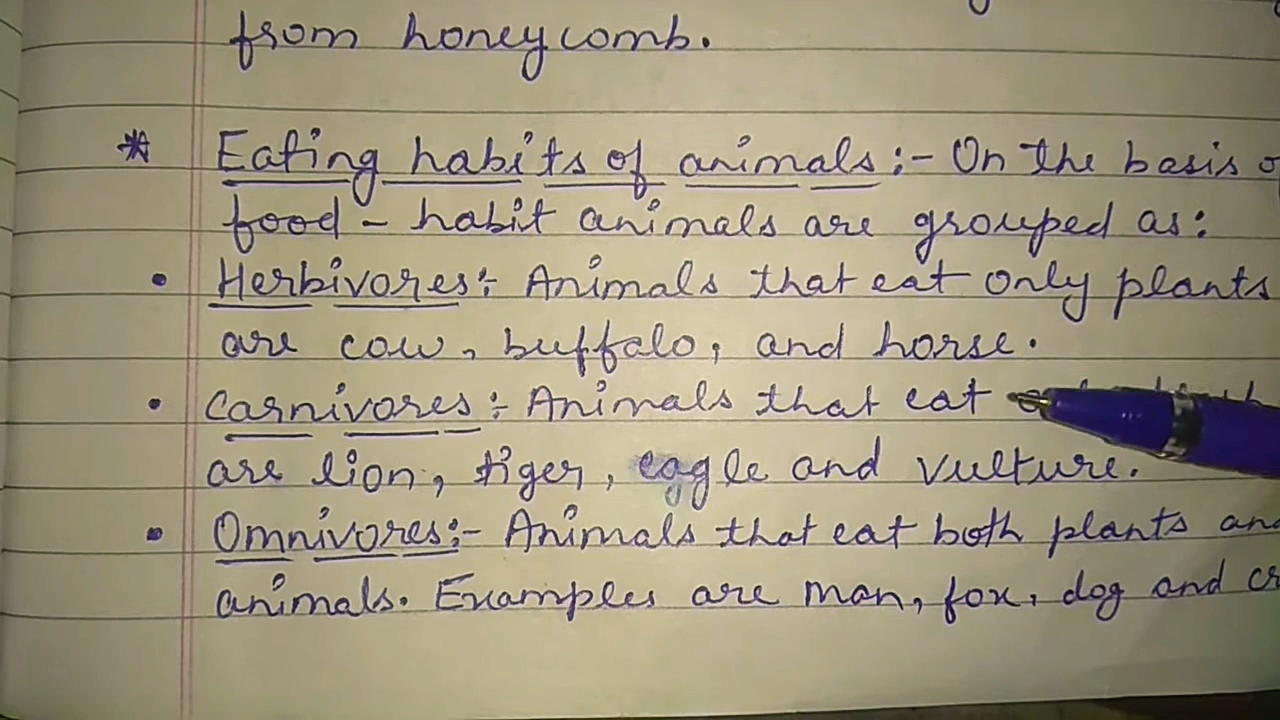 from honeycomb.
* Eating habits of animals:- On the basis
food - habit animals are grouped as:
• Herbivores:- Animals that eat only plants
are cow, buffalo, and horse.
• Carnivores:- Animals that eat
are lion, tiger, eagle and vulture.
• Omnivores:- Animals that eat both plants
animals. Examples are man, fox, dog and